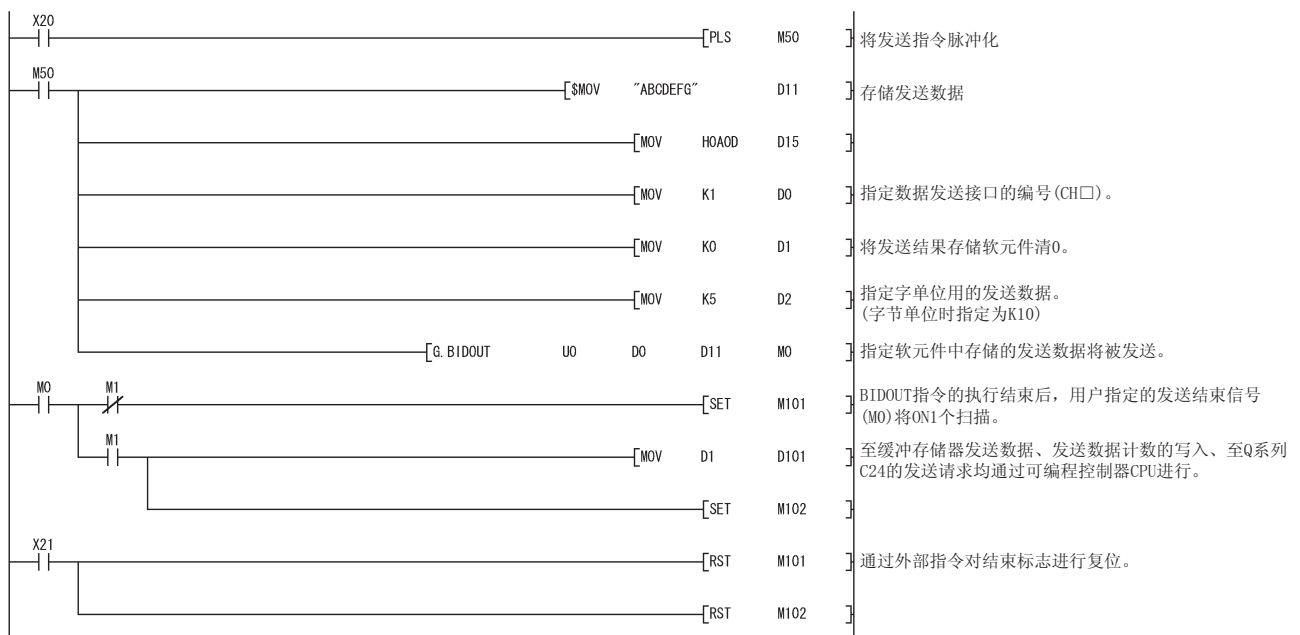 X20
[PLS M50 ] 将发送指令脉冲化
M50
[$MOV "ABCDEFG" D11 ] 存储发送数据
[MOV H0A0D D15 ]
[MOV K1 D0 ] 指定数据发送接口的编号(CH□)。
[MOV K0 D1 ] 将发送结果存储软元件清0。
[MOV K5 D2 ] 指定字单位用的发送数据。
(字节单位时指定为K10)
[G.BIDOUT U0 D0 D11 M0 ] 指定软元件中存储的发送数据将被发送。
M0 M1
[SET M101 ] BIDOUT指令的执行结束后，用户指定的发送结束信号
(M0)将ON1个扫描。
M1
[MOV D1 D101 ] 至缓冲存储器发送数据、发送数据计数的写入、至Q系列
C24的发送请求均通过可编程控制器CPU进行。
[SET M102 ]
X21
[RST M101 ] 通过外部指令对结束标志进行复位。
[RST M102 ]